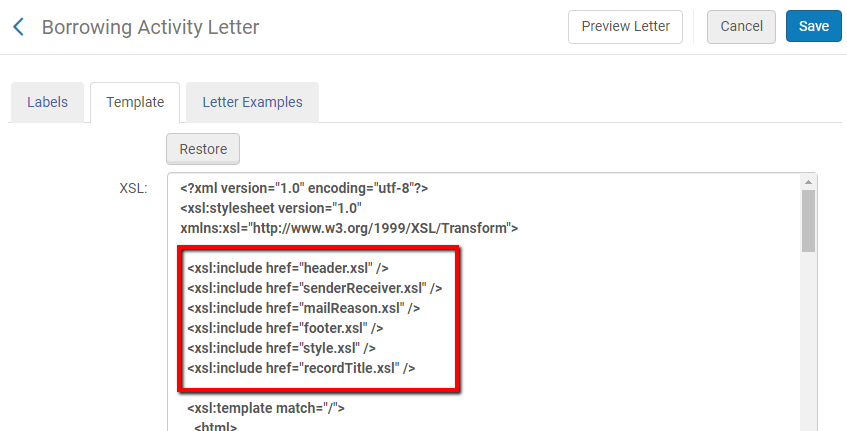 Borrowing Activity Letter
Preview Letter
Cancel
Save
Labels
Template
Letter Examples
Restore
XSL:
<?xml version="1.0" encoding="utf-8"?>
<xsl:stylesheet version="1.0"
xmlns:xsl="http://www.w3.org/1999/XSL/Transform">
<xsl:include href="header.xsl" />
<xsl:include href="senderReceiver.xsl" />
<xsl:include href="mailReason.xsl" />
<xsl:include href="footer.xsl" />
<xsl:include href="style.xsl" />
<xsl:include href="recordTitle.xsl" />
<xsl:template match="/">
<html>